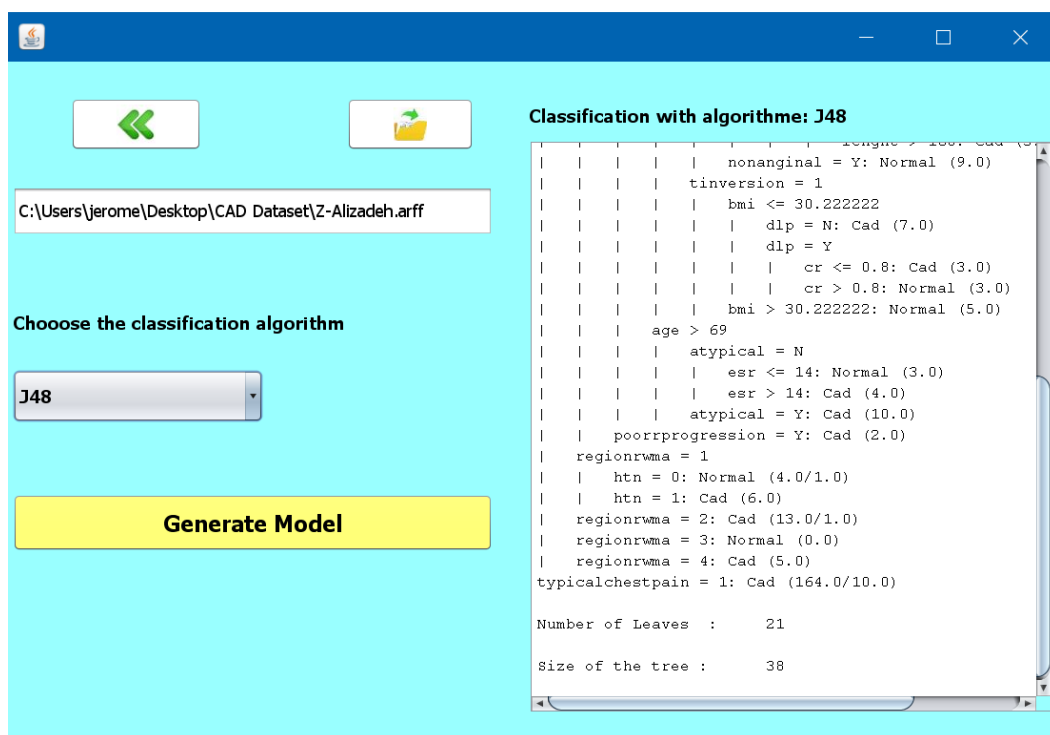 C:\Users\jerome\Desktop\CAD Dataset\Z-Alizadeh.arff
Chooose the classification algorithm
J48
Generate Model
Classification with algorithme: J48
|    |    |    |    |    nonanginal = Y: Normal (9.0)
|    |    |    |    tinversion = 1
|    |    |    |    |    bmi <= 30.222222
|    |    |    |    |    |    dlp = N: Cad (7.0)
|    |    |    |    |    |    dlp = Y
|    |    |    |    |    |    |    cr <= 0.8: Cad (3.0)
|    |    |    |    |    |    |    cr > 0.8: Normal (3.0)
|    |    |    |    |    bmi > 30.222222: Normal (5.0)
|    |    |    age > 69
|    |    |    |    atypical = N
|    |    |    |    |    esr <= 14: Normal (3.0)
|    |    |    |    |    esr > 14: Cad (4.0)
|    |    |    |    atypical = Y: Cad (10.0)
|    |    poorrprogression = Y: Cad (2.0)
|    regionrwma = 1
|    |    htn = 0: Normal (4.0/1.0)
|    |    htn = 1: Cad (6.0)
|    regionrwma = 2: Cad (13.0/1.0)
|    regionrwma = 3: Normal (0.0)
|    regionrwma = 4: Cad (5.0)
typicalchestpain = 1: Cad (164.0/10.0)
Number of Leaves  :     21
Size of the tree :      38